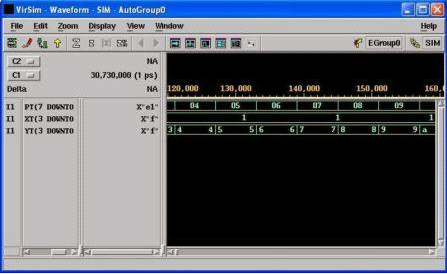 VirSim - Waveform - SIM - AutoGroup0
File Edit Zoom Display View Window
EGroup0 SIM
C2 NA
C1 30,730,000 (1 ps)
Delta NA
120,000 130,000 140,000 150,000 160,0
I1 PT(7 DOWNTO X"e1" 04 05 06 07 08 09
I1 XT(3 DOWNTO X"f" 1 1 1
I1 YT(3 DOWNTO X"f" 3 4 4 5 5 6 6 7 7 8 8 9 9 a